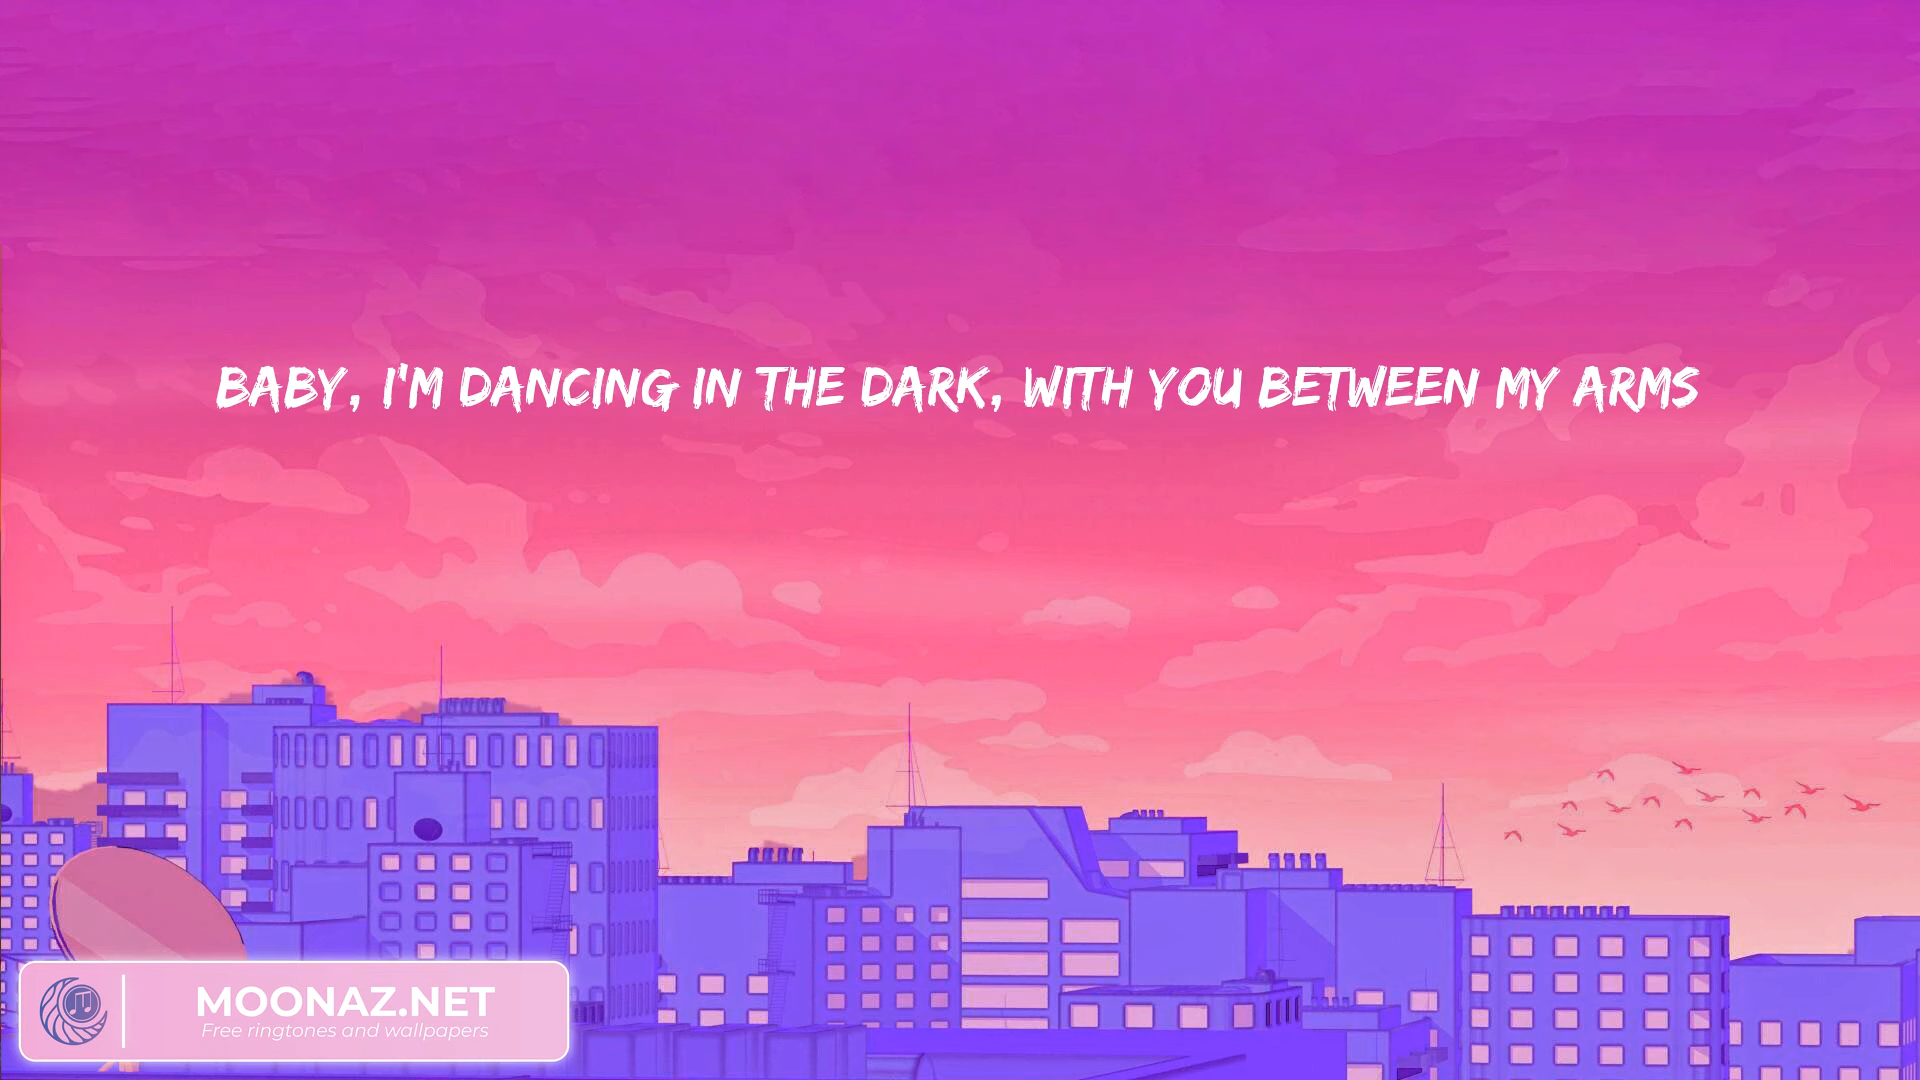 BABY, I'M DANCING IN THE DARK, WITH YOU BETWEEN MY ARMS
MOONAZ.NET
Free ringtones and wallpapers